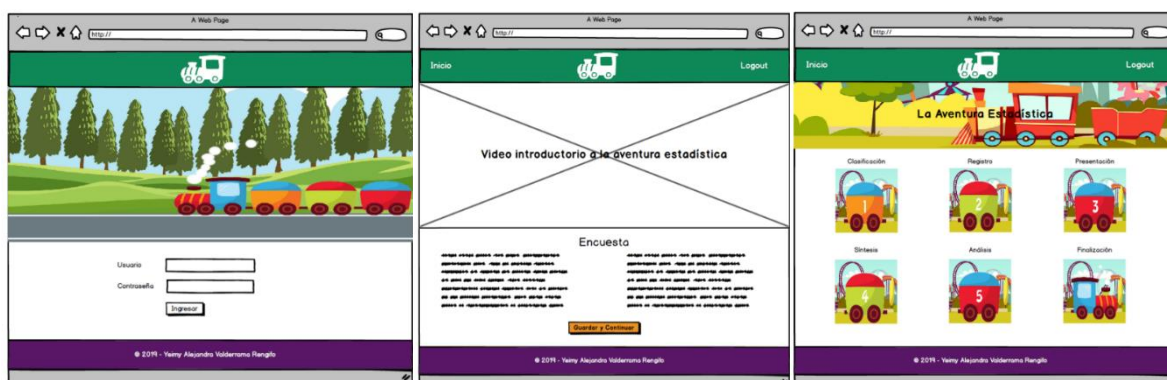 A Web Page
http://
Usuario
Contraseña
Ingresar
© 2019 - Yeimy Alejandra Valderrama Rengifo
A Web Page
http://
Inicio
Logout
Video introductorio a la aventura estadística
Encuesta
Guardar y Continuar
© 2019 - Yeimy Alejandra Valderrama Rengifo
A Web Page
http://
Inicio
Logout
La Aventura Estadística
Clasificación
Registro
Presentación
1
2
3
Síntesis
Análisis
Finalización
4
5
© 2019 - Yeimy Alejandra Valderrama Rengifo